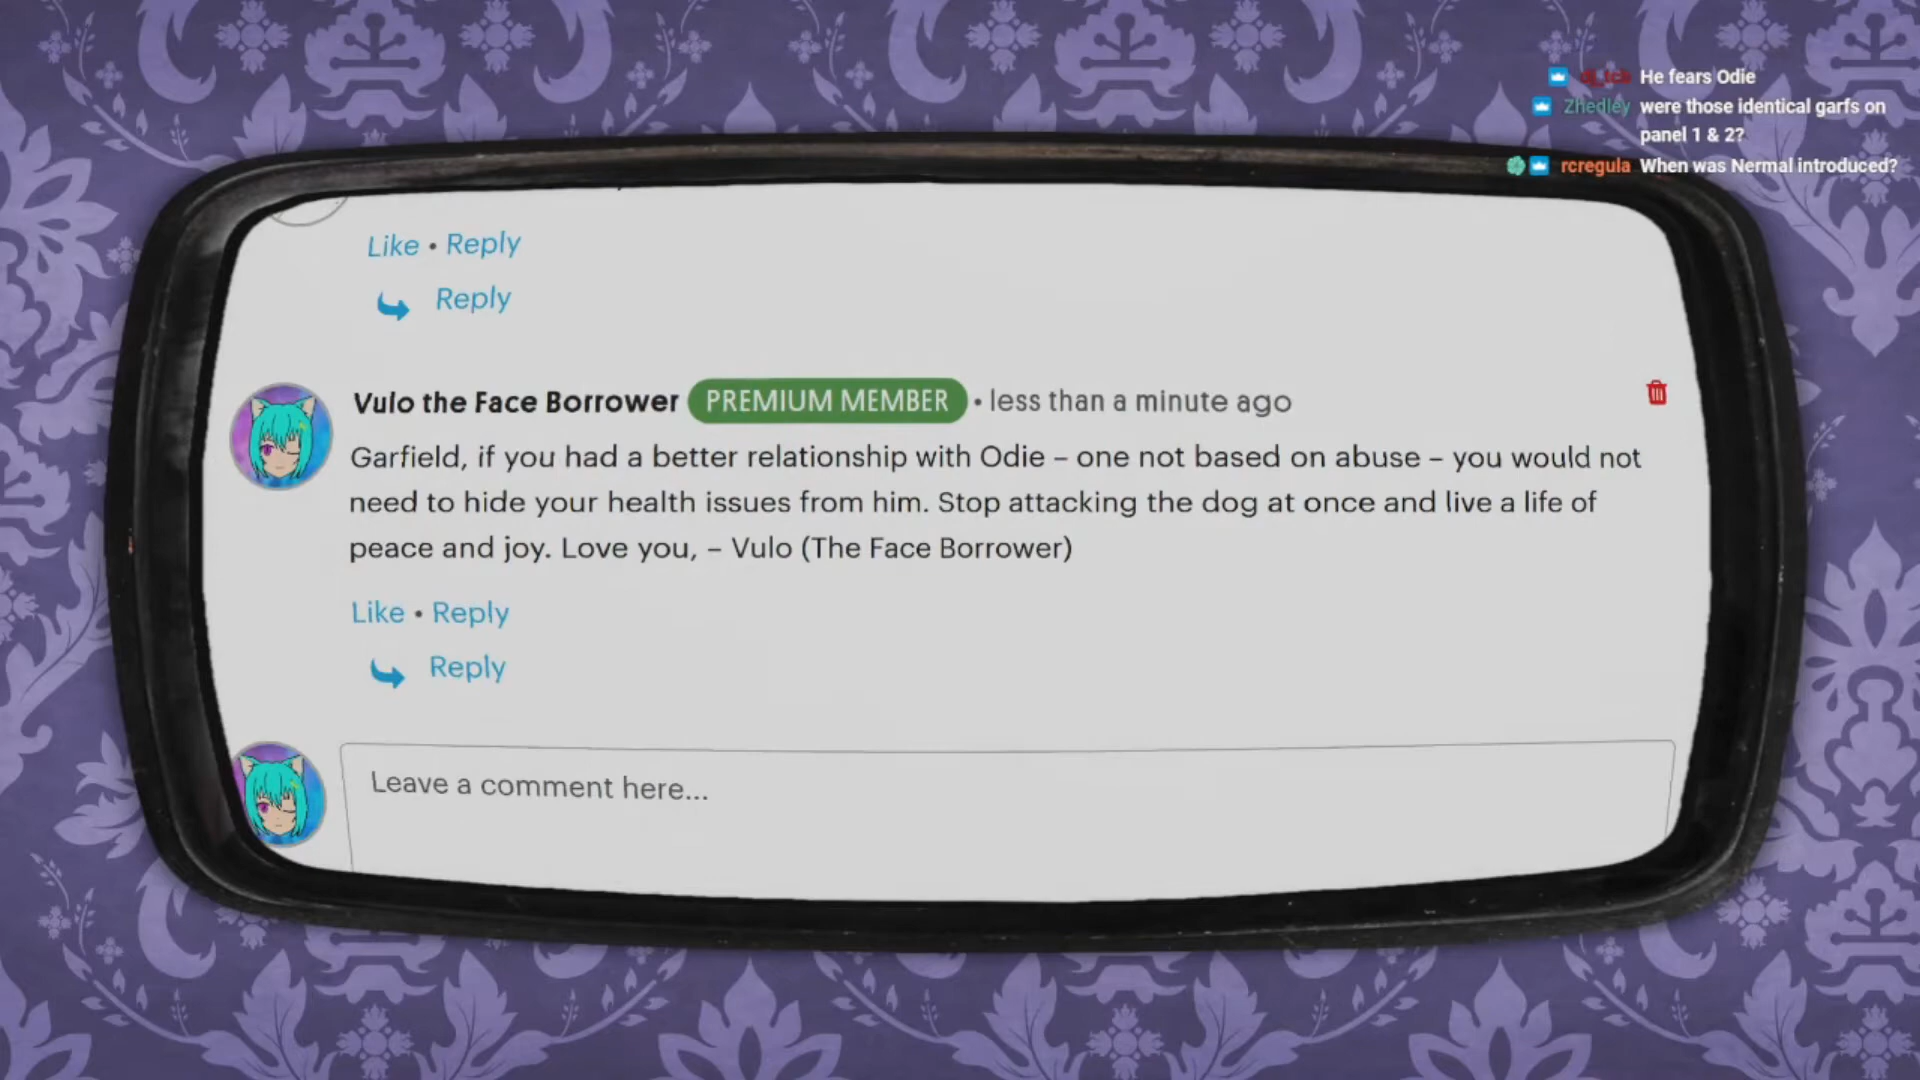 He fears Odie
Zhedley were those identical garfs on
panel 1 & 2?
rcregula When was Nermal introduced?
Like • Reply
Reply
Vulo the Face Borrower PREMIUM MEMBER • less than a minute ago
Garfield, if you had a better relationship with Odie – one not based on abuse – you would not
need to hide your health issues from him. Stop attacking the dog at once and live a life of
peace and joy. Love you, – Vulo (The Face Borrower)
Like • Reply
Reply
Leave a comment here...